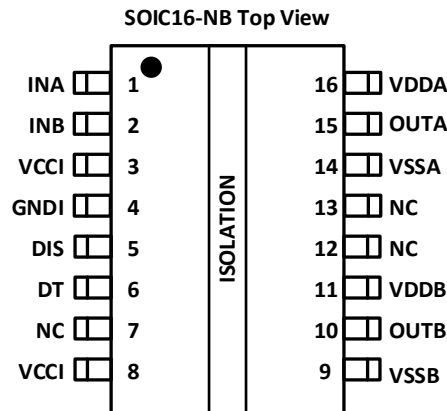 SOIC16-NB Top View
INA 1 16 VDDA
INB 2 15 OUTA
VCCI 3 14 VSSA
GNDI 4 13 NC
DIS 5 12 NC
DT 6 11 VDDB
NC 7 10 OUTB
VCCI 8 9 VSSB
ISOLATION